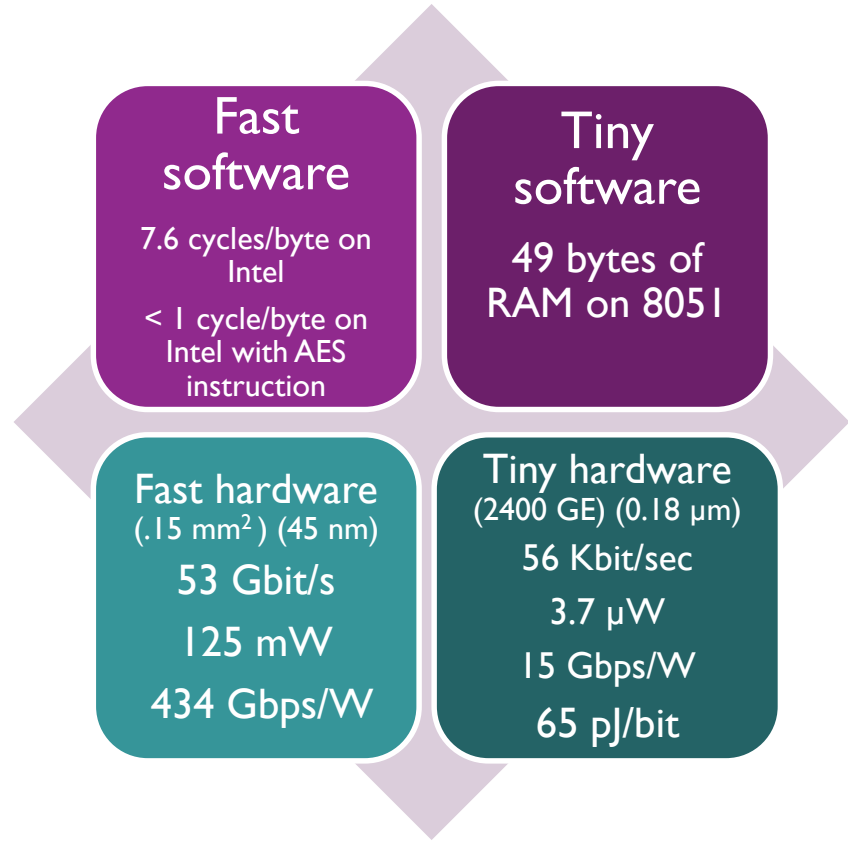 Fast
software
7.6 cycles/byte on
Intel
< 1 cycle/byte on
Intel with AES
instruction
Tiny
software
49 bytes of
RAM on 8051
Fast hardware
(.15 mm² ) (45 nm)
53 Gbit/s
125 mW
434 Gbps/W
Tiny hardware
(2400 GE) (0.18 µm)
56 Kbit/sec
3.7 µW
15 Gbps/W
65 pJ/bit